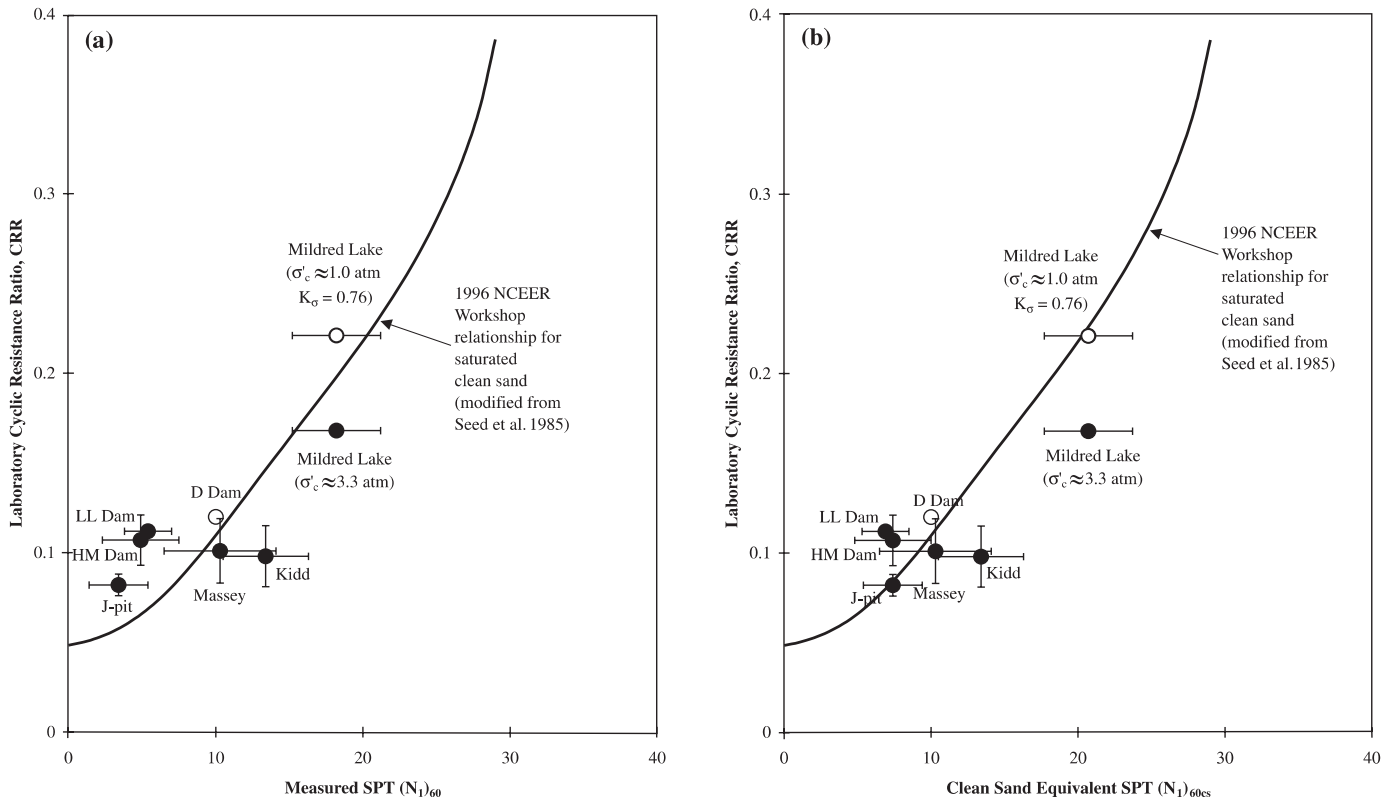 (a)
0.4
0.3
0.2
0.1
0
Laboratory Cyclic Resistance Ratio, CRR
Mildred Lake
(σ'c ≈1.0 atm
Kσ = 0.76)
1996 NCEER
Workshop
relationship for
saturated
clean sand
(modified from
Seed et al. 1985)
Mildred Lake
(σ'c ≈3.3 atm)
D Dam
LL Dam
HM Dam
Kidd
Massey
J-pit
0 10 20 30 40
Measured SPT (N1)60
(b)
0.4
0.3
0.2
0.1
0
Laboratory Cyclic Resistance Ratio, CRR
1996 NCEER
Workshop
relationship for
saturated
clean sand
(modified from
Seed et al. 1985)
Mildred Lake
(σ'c ≈1.0 atm
Kσ = 0.76)
Mildred Lake
(σ'c ≈3.3 atm)
D Dam
LL Dam
HM Dam
Kidd
Massey
J-pit
0 10 20 30 40
Clean Sand Equivalent SPT (N1)60cs